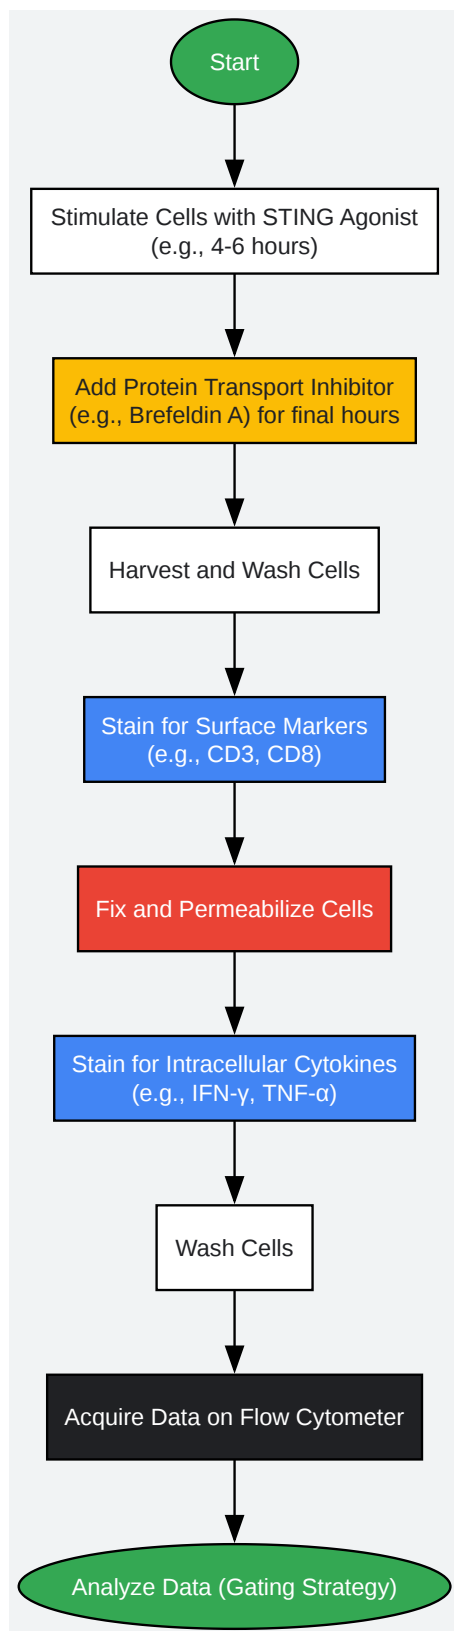 Start
Stimulate Cells with STING Agonist
(e.g., 4-6 hours)
Add Protein Transport Inhibitor
(e.g., Brefeldin A) for final hours
Harvest and Wash Cells
Stain for Surface Markers
(e.g., CD3, CD8)
Fix and Permeabilize Cells
Stain for Intracellular Cytokines
(e.g., IFN-γ, TNF-α)
Wash Cells
Acquire Data on Flow Cytometer
Analyze Data (Gating Strategy)